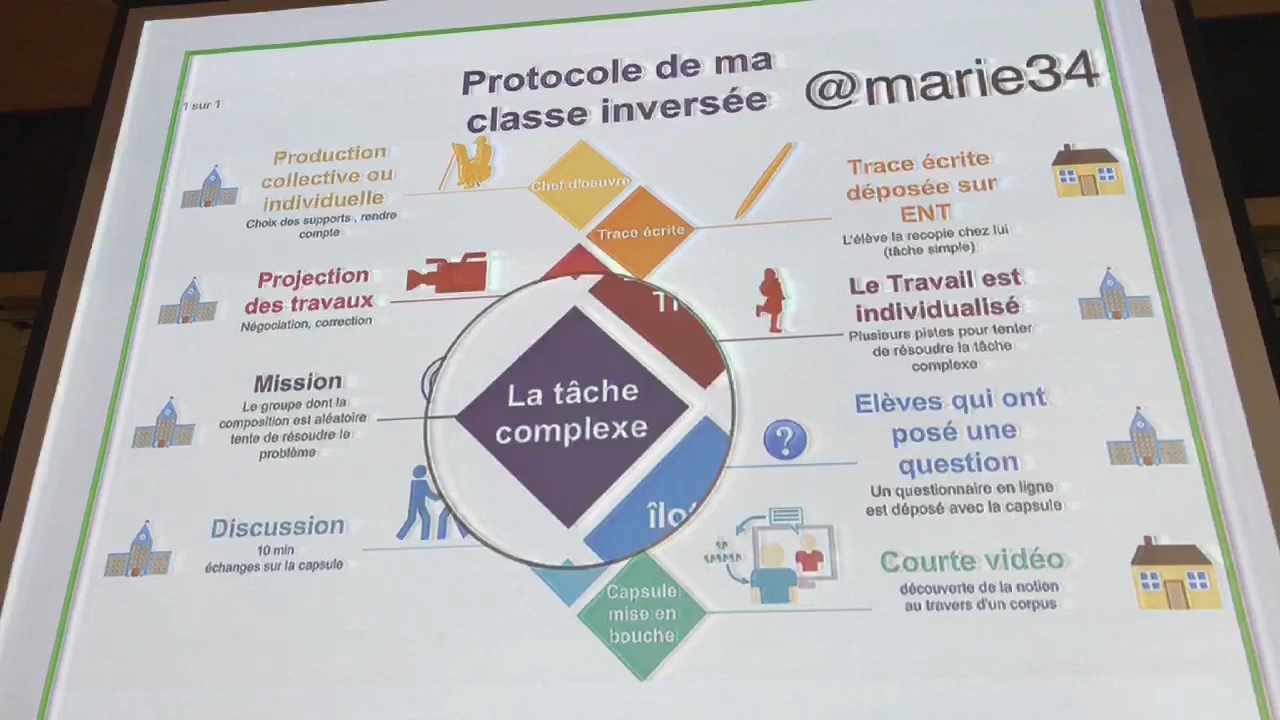 Protocole de ma
classe inversée
@marie34
1 sur 1
Production
collective ou
individuelle
Choix des supports, rendre
compte
Chef d'oeuvre
Trace écrite
Trace écrite
déposée sur
ENT
L'élève la recopie chez lui
(tâche simple)
Projection
des travaux
Négociation, correction
Le Travail est
individualisé
Plusieurs pistes pour tenter
de résoudre la tâche
complexe
Mission
Le groupe dont la
composition est aléatoire
tente de résoudre le
problème
La tâche
complexe
îlo
Elèves qui ont
posé une
question
Un questionnaire en ligne
est déposé avec la capsule
Discussion
10 min
échanges sur la capsule
Capsule
mise en
bouche
Courte vidéo
découverte de la notion
au travers d'un corpus